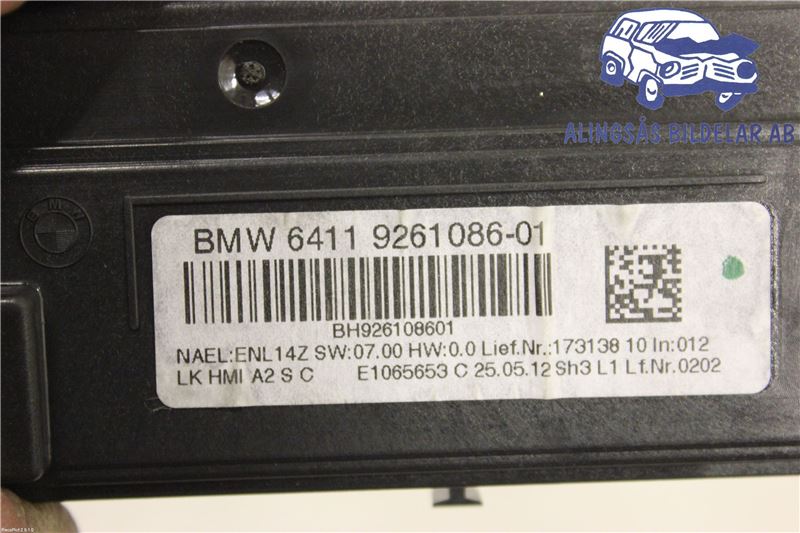 ALINGSÅS BILDELAR AB
BMW
BMW 6411 9261086-01
BH926108601
NAEL:ENL14Z SW:07.00 HW:0.0 Lief.Nr.:173138 10 In:012
LK HMI A2 S C E1065653 C 25.05.12 Sh3 L1 Lf.Nr.0202